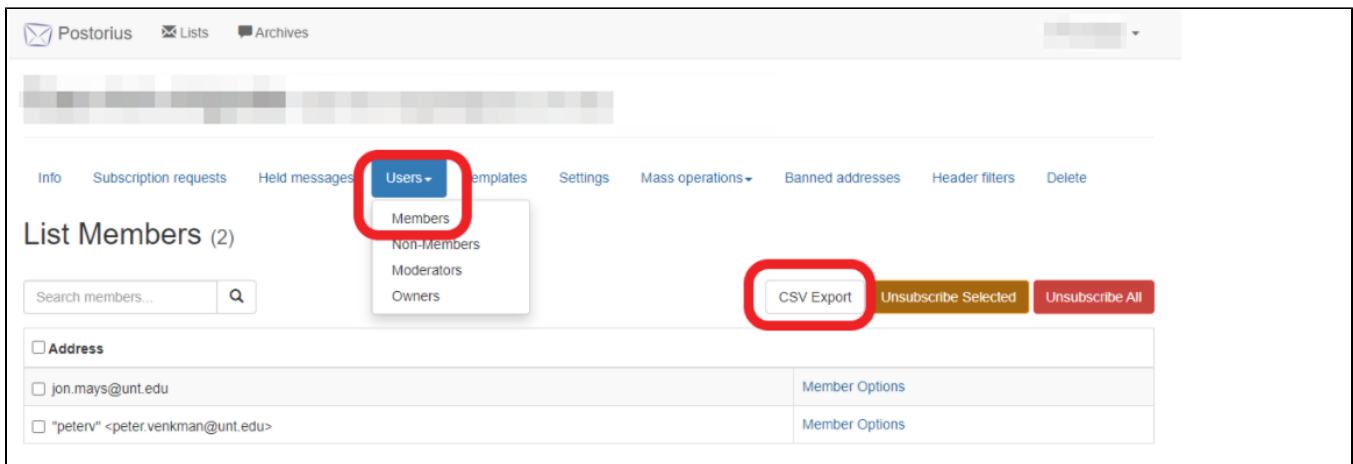 Postorius Lists Archives
Info Subscription requests Held messages Users Templates Settings Mass operations Banned addresses Header filters Delete
Members
List Members (2)
Non-Members
Moderators
Search members... Owners CSV Export Unsubscribe Selected Unsubscribe All
Address
jon.mays@unt.edu Member Options
"peterv" <peter.venkman@unt.edu> Member Options